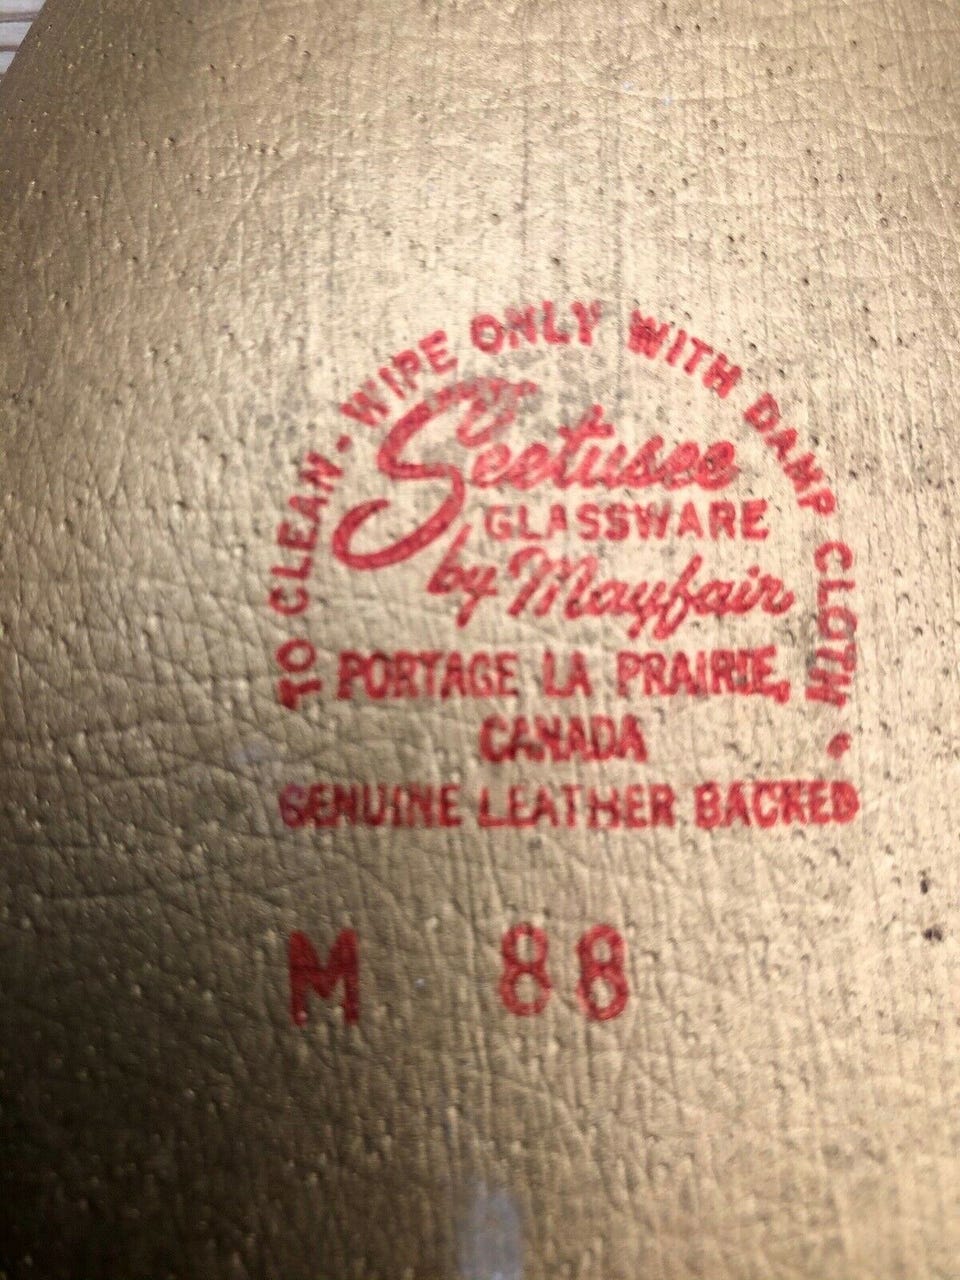 TO CLEAN • WIPE ONLY WITH DAMP CLOTH •
Seetusee
GLASSWARE
by Mayfair
PORTAGE LA PRAIRIE,
CANADA
GENUINE LEATHER BACKED
M 88